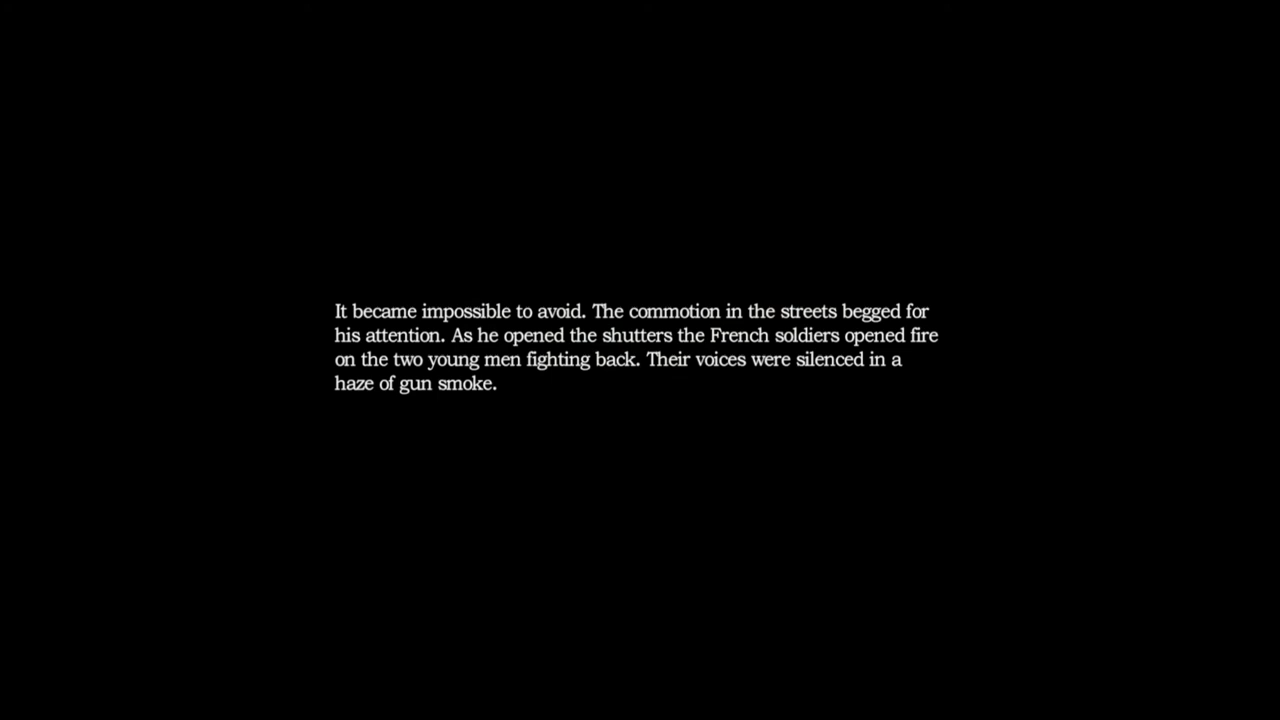 It became impossible to avoid. The commotion in the streets begged for
his attention. As he opened the shutters the French soldiers opened fire
on the two young men fighting back. Their voices were silenced in a
haze of gun smoke.